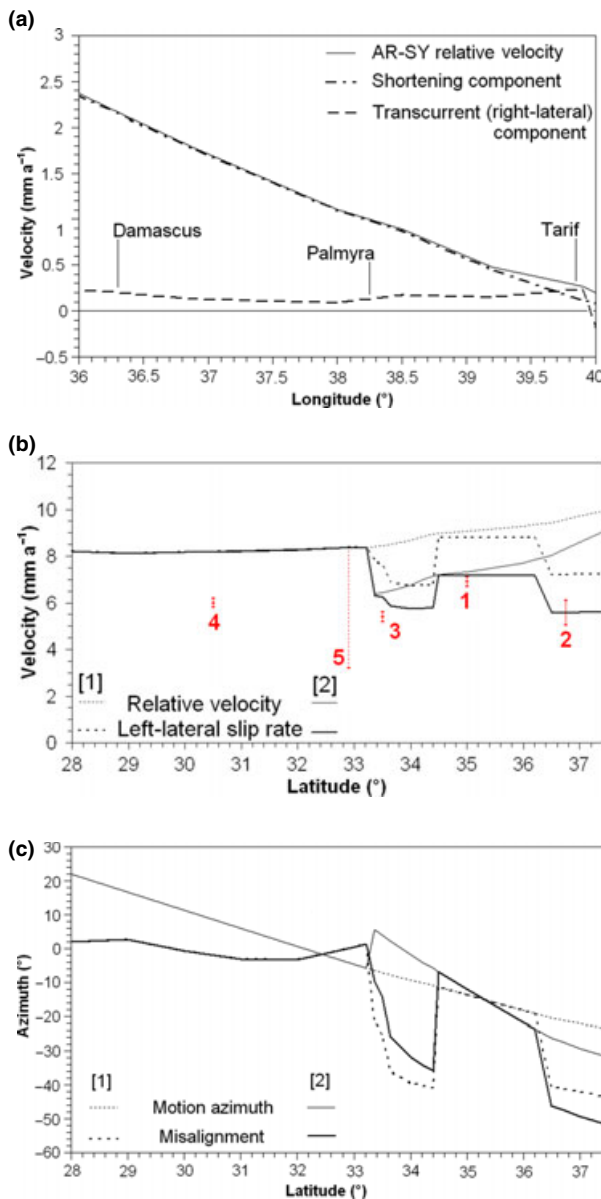 (a)
3
2.5
2
1.5
1
0.5
0
–0.5
Velocity (mm a⁻¹)
AR-SY relative velocity
Shortening component
Transcurrent (right-lateral)
component
Damascus
Palmyra
Tarif
36 37 37.5 38 38.5 39 39.5 40
Longitude (°)
(b)
12
10
8
6
4
2
0
Velocity (mm a⁻¹)
4
5
3
1
2
[1] [2]
Relative velocity
Left-lateral slip rate
28 29 30 31 32 33 34 35 36 37
Latitude (°)
(c)
30
20
10
0
–10
–20
–30
–40
–50
–60
Azimuth (°)
[1] [2]
Motion azimuth
Misalignment
28 29 30 31 32 33 34 35 36 37
Latitude (°)